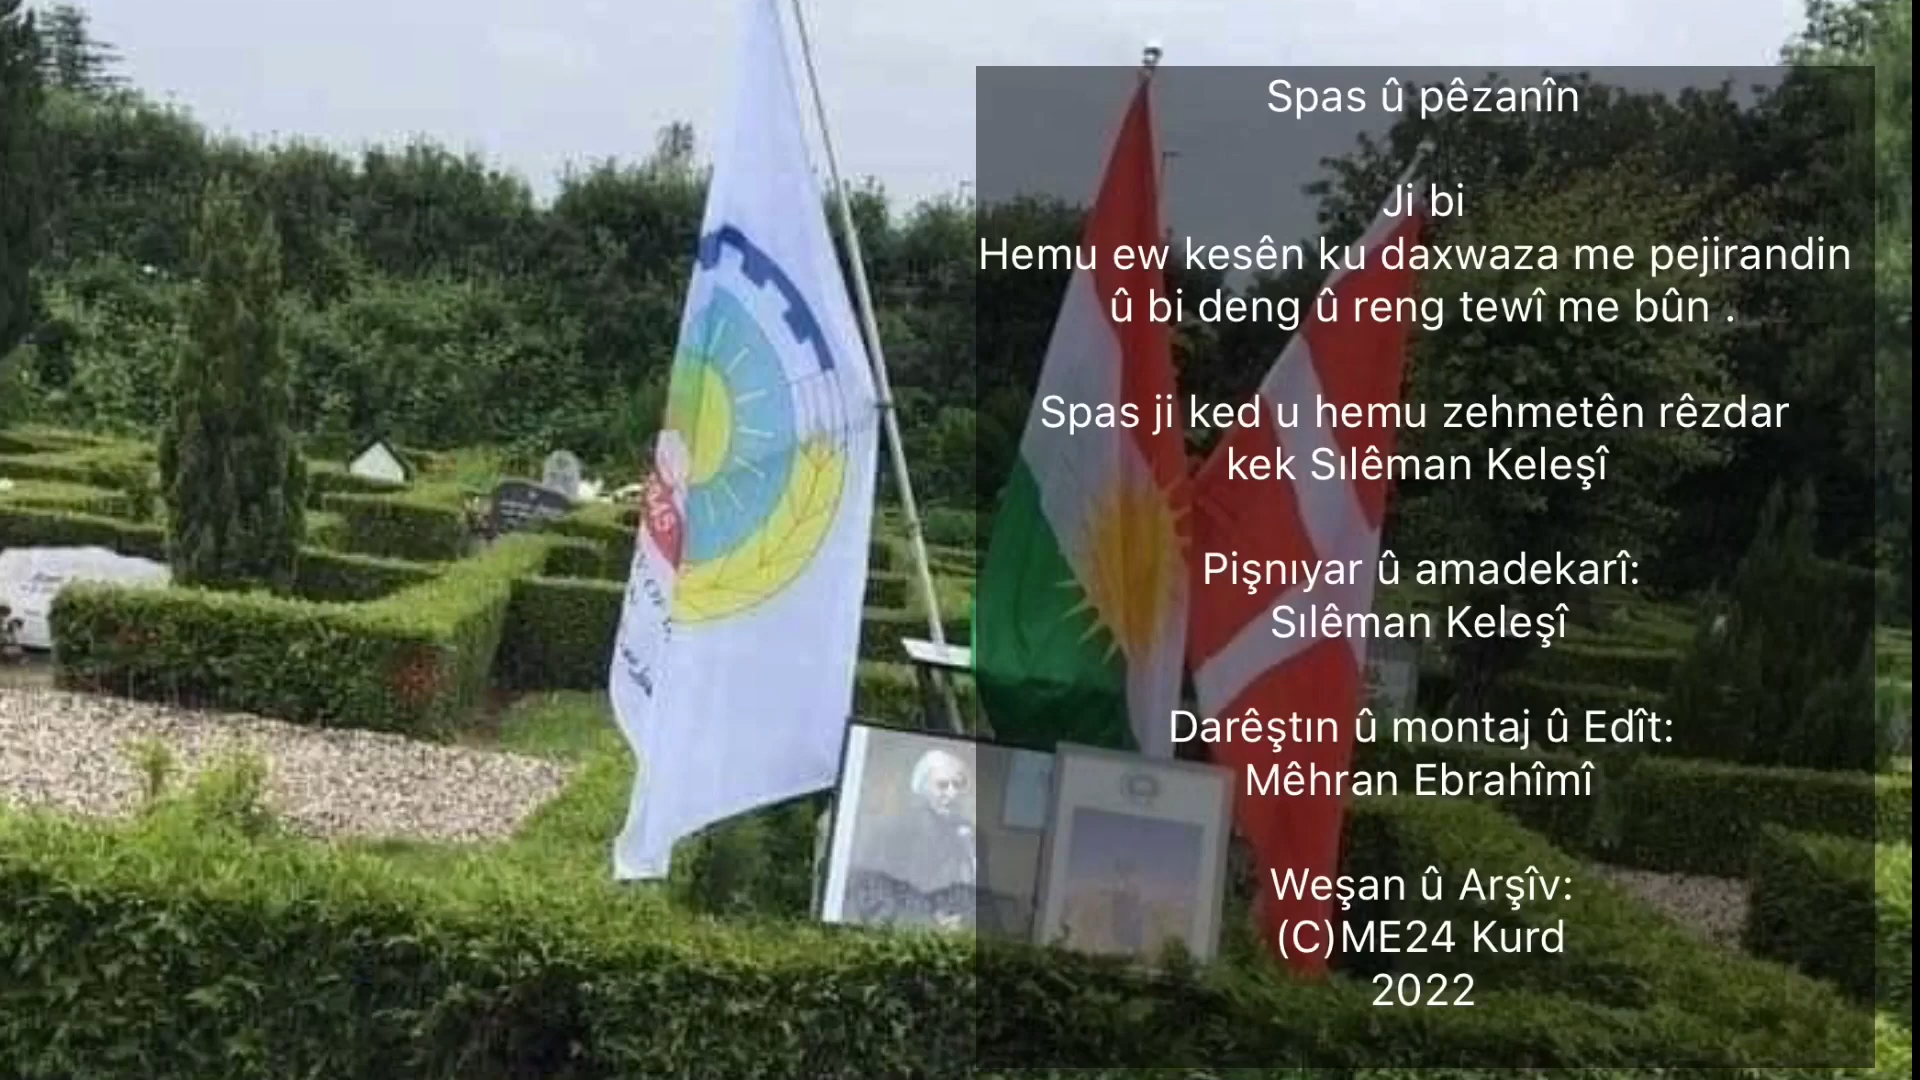 Spas û pêzanîn
Ji bi
Hemu ew kesên ku daxwaza me pejirandin
û bi deng û reng tewî me bûn .
Spas ji ked u hemu zehmetên rêzdar
kek Sılêman Keleşî
Pişnıyar û amadekarî:
Sılêman Keleşî
Darêştın û montaj û Edît:
Mêhran Ebrahîmî
Weşan û Arşîv:
(C)ME24 Kurd
2022